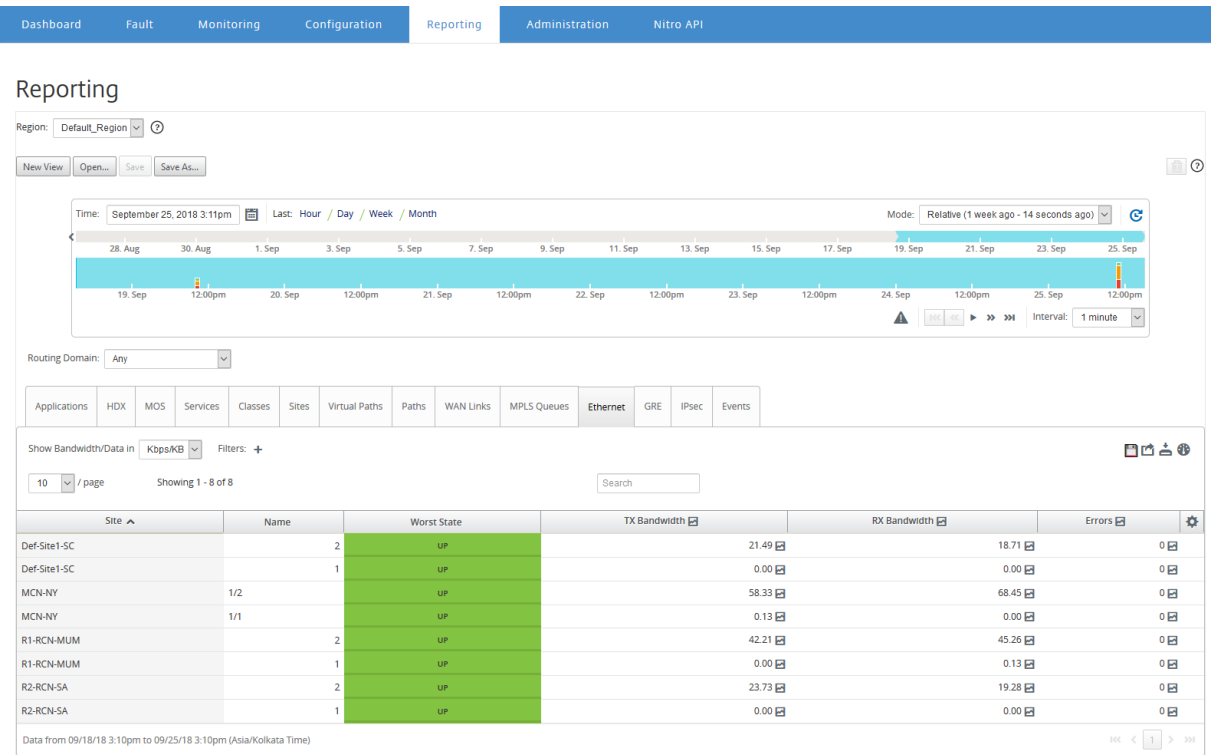 Dashboard Fault Monitoring Configuration Reporting Administration Nitro API
Reporting
Region: Default_Region
New View Open... Save Save As...
Time: September 25, 2018 3:11pm Last: Hour / Day / Week / Month Mode: Relative (1 week ago - 14 seconds ago)
28. Aug 30. Aug 1. Sep 3. Sep 5. Sep 7. Sep 9. Sep 11. Sep 13. Sep 15. Sep 17. Sep 19. Sep 21. Sep 23. Sep 25. Sep
19. Sep 12:00pm 20. Sep 12:00pm 21. Sep 12:00pm 22. Sep 12:00pm 23. Sep 12:00pm 24. Sep 12:00pm 25. Sep 12:00pm
Interval: 1 minute
Routing Domain: Any
Applications HDX MOS Services Classes Sites Virtual Paths Paths WAN Links MPLS Queues Ethernet GRE IPsec Events
Show Bandwidth/Data in Kbps/KB Filters: +
10 / page Showing 1 - 8 of 8 Search
Site Name Worst State TX Bandwidth RX Bandwidth Errors
Def-Site1-SC 2 UP 21.49 18.71 0
Def-Site1-SC 1 UP 0.00 0.00 0
MCN-NY 1/2 UP 58.33 68.45 0
MCN-NY 1/1 UP 0.13 0.00 0
R1-RCN-MUM 2 UP 42.21 45.26 0
R1-RCN-MUM 1 UP 0.00 0.13 0
R2-RCN-SA 2 UP 23.73 19.28 0
R2-RCN-SA 1 UP 0.00 0.00 0
Data from 09/18/18 3:10pm to 09/25/18 3:10pm (Asia/Kolkata Time) 1